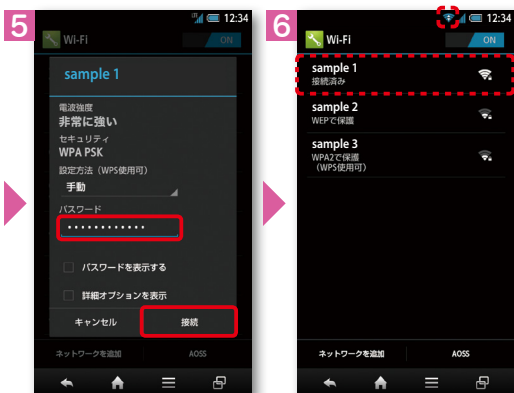 5
12:34
Wi-Fi
ON
sample 1
電波強度
非常に強い
セキュリティ
WPA PSK
設定方法（WPS使用可）
手動
パスワード
••••••••••••
パスワードを表示する
詳細オプションを表示
キャンセル
接続
ネットワークを追加
AOSS
6
12:34
Wi-Fi
ON
sample 1
接続済み
sample 2
WEPで保護
sample 3
WPA2で保護
（WPS使用可）
ネットワークを追加
AOSS